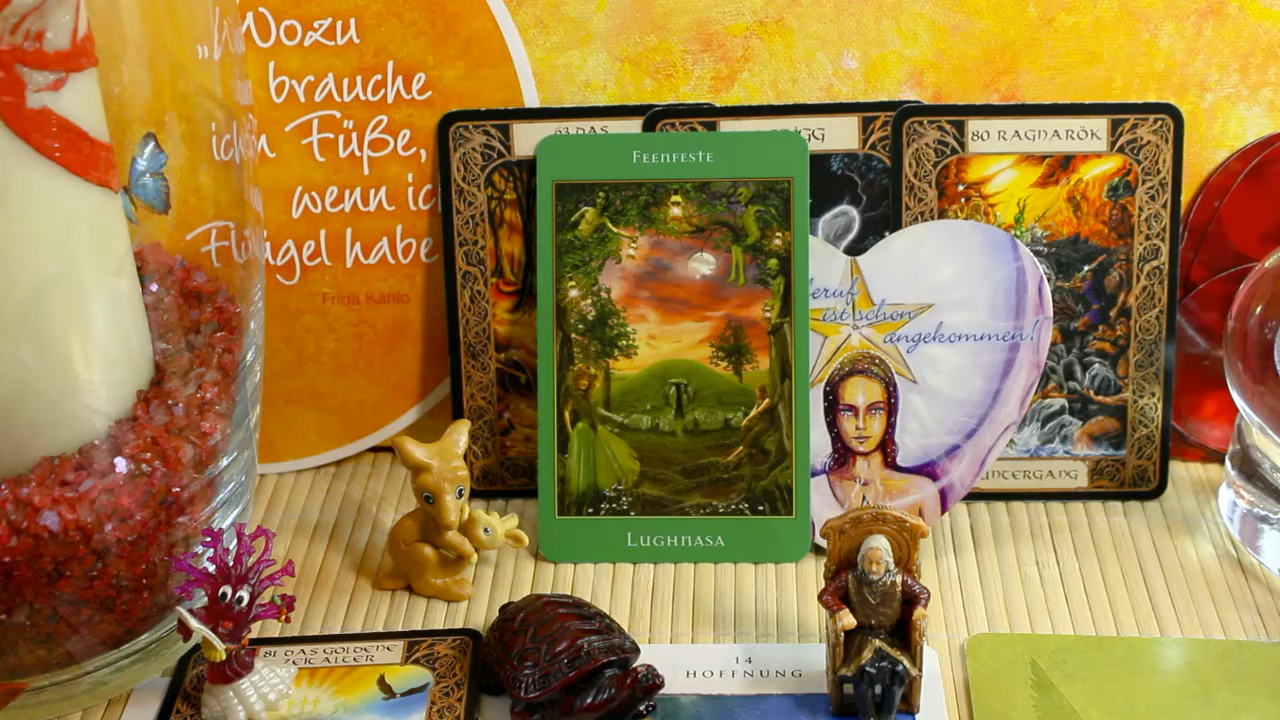 „Wozu
brauche
ich Füße,
wenn ic
Flügel habe
Frida Kahlo
63 DAS
80 RAGNARÖK
UNTERGANG
FEENFESTE
LUGHNASA
ist schon
angekommen!
81 DAS GOLDENE
ZEITALTER
14
HOFFNUNG